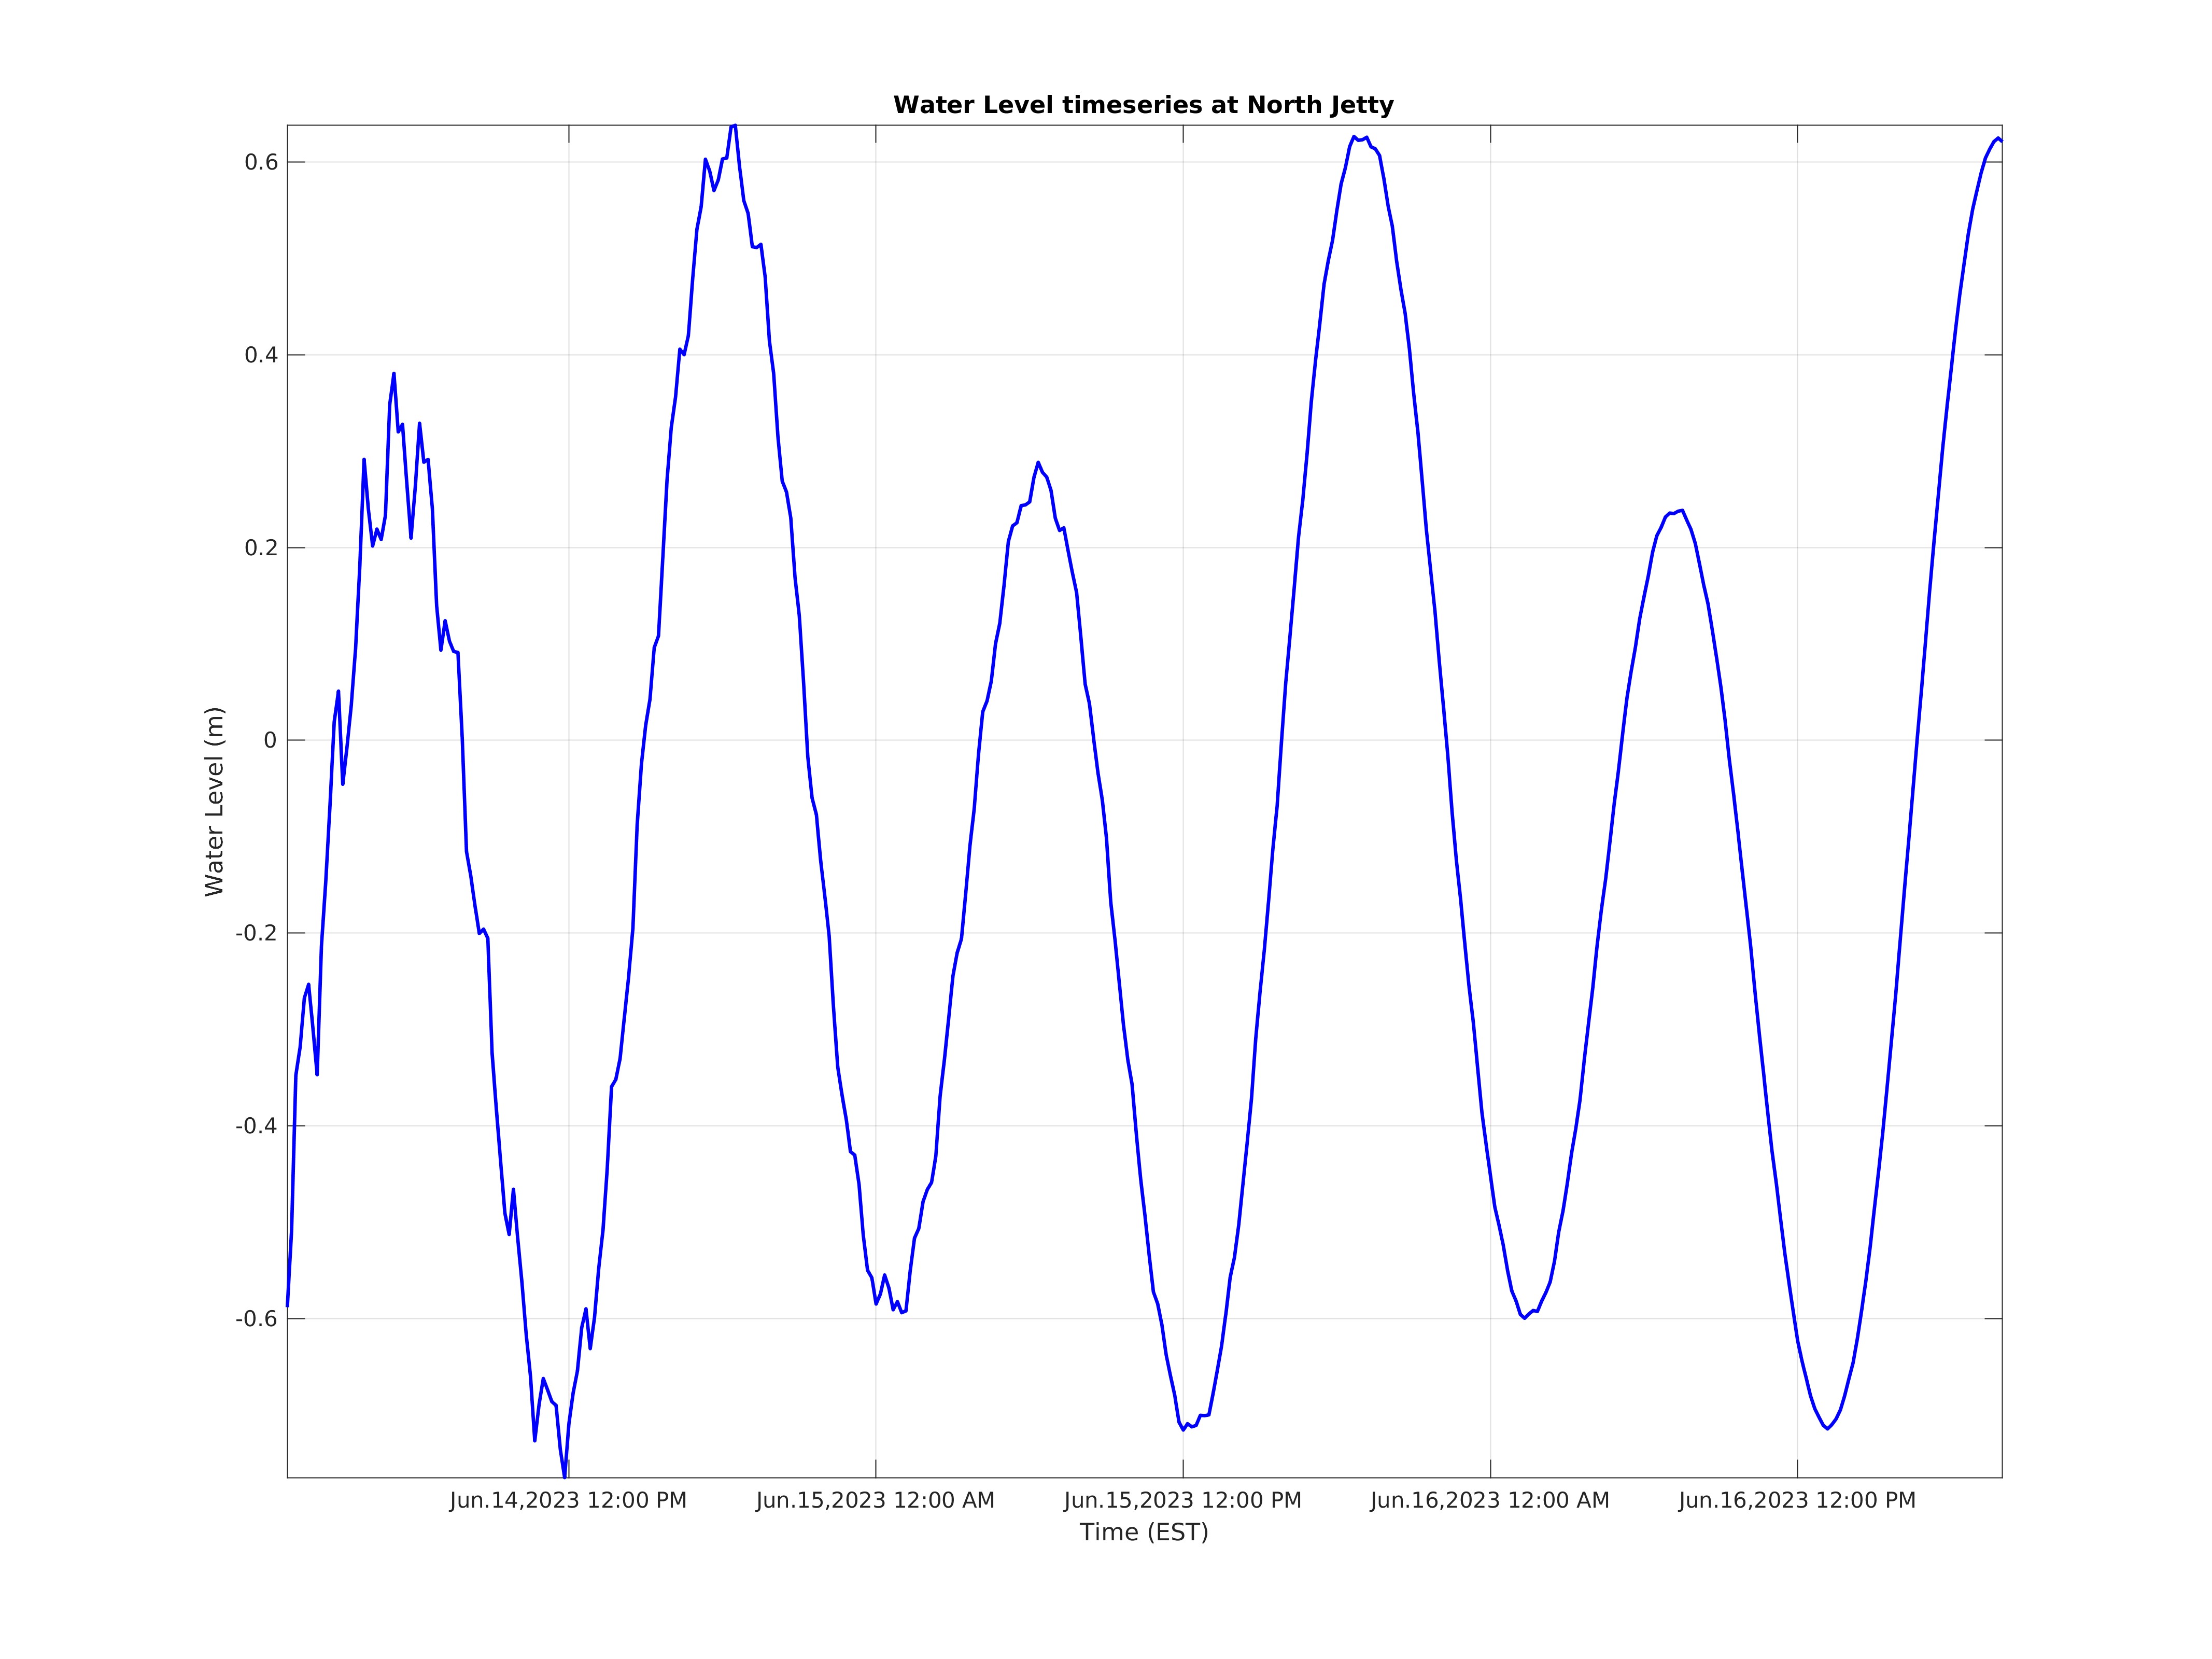 Water Level timeseries at North Jetty
0.6
0.4
0.2
0
-0.2
-0.4
-0.6
Water Level (m)
Jun.14,2023 12:00 PM
Jun.15,2023 12:00 AM
Jun.15,2023 12:00 PM
Jun.16,2023 12:00 AM
Jun.16,2023 12:00 PM
Time (EST)